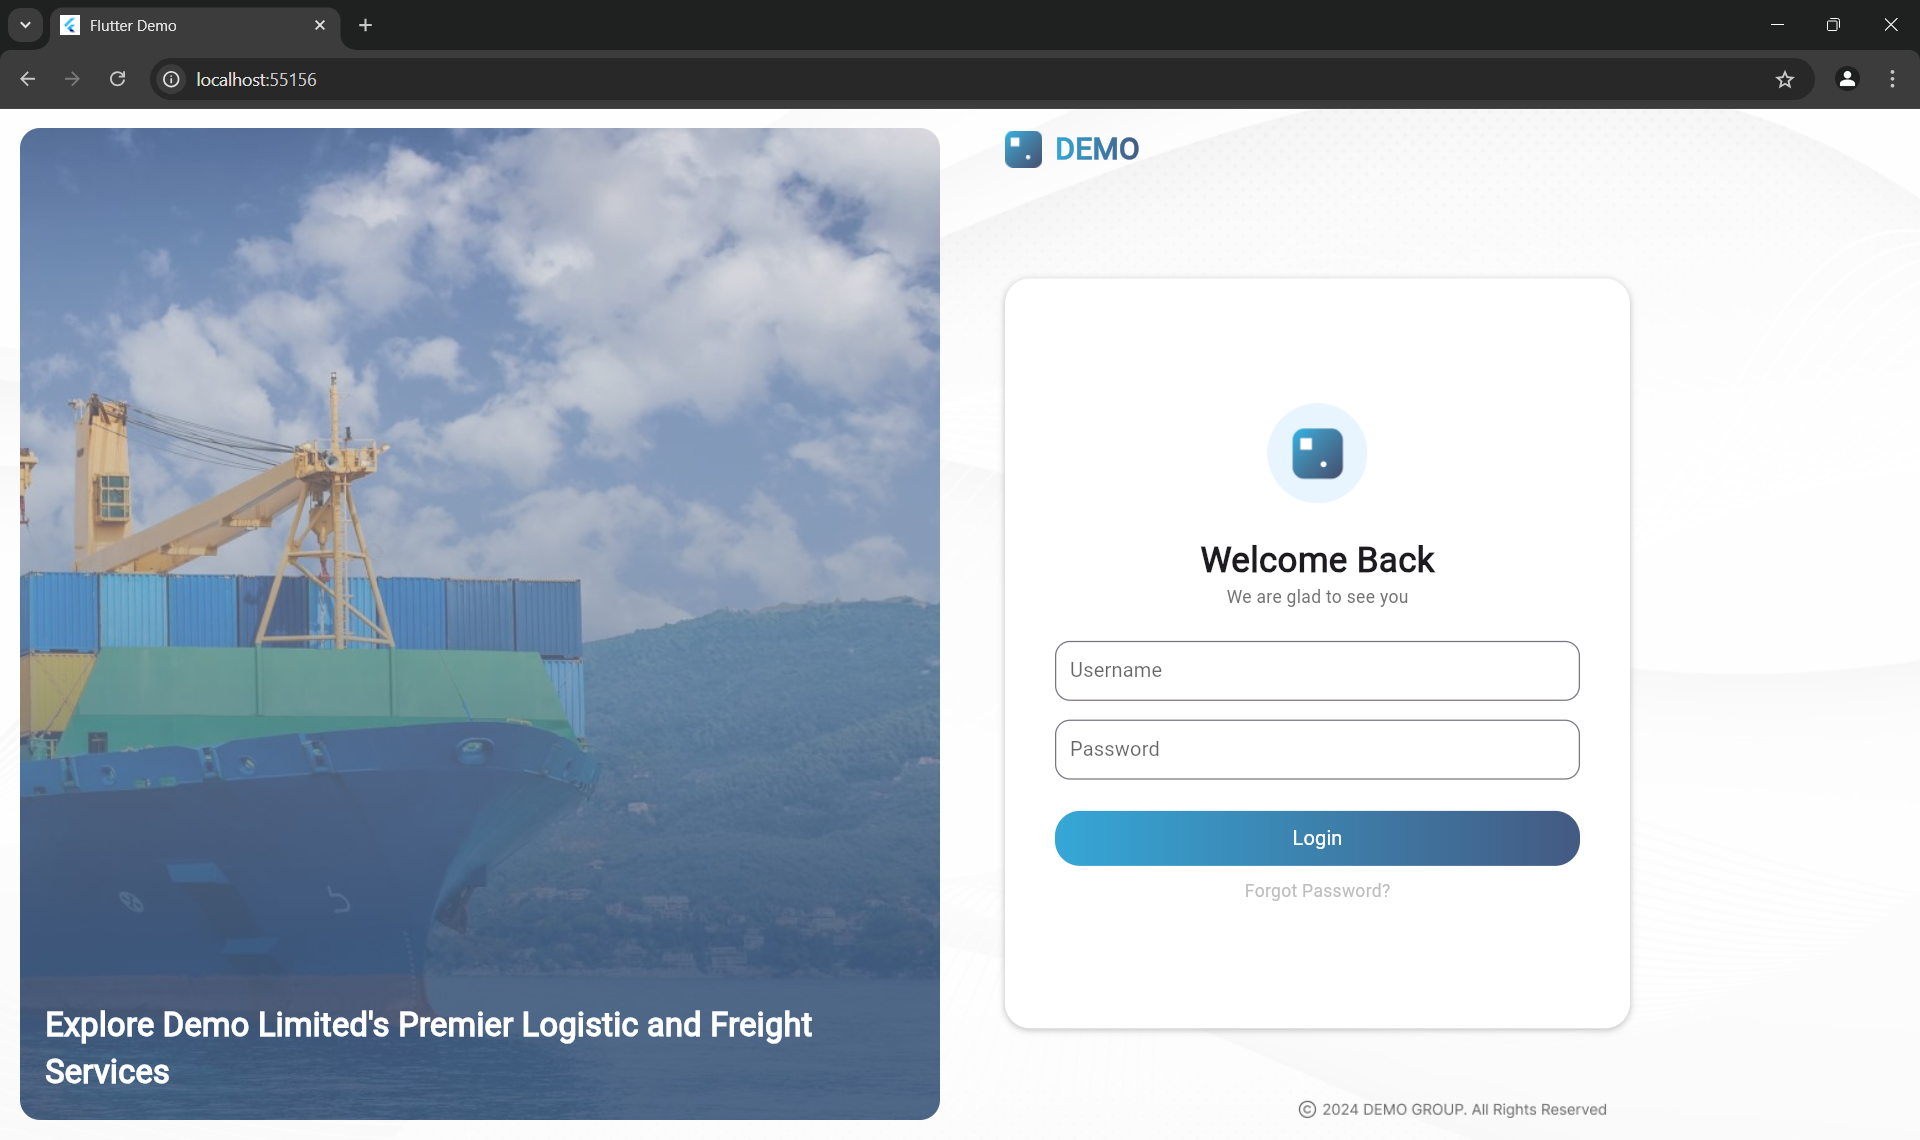 Flutter Demo
localhost:55156
DEMO
Welcome Back
We are glad to see you
Username
Password
Login
Forgot Password?
Explore Demo Limited's Premier Logistic and Freight
Services
© 2024 DEMO GROUP. All Rights Reserved